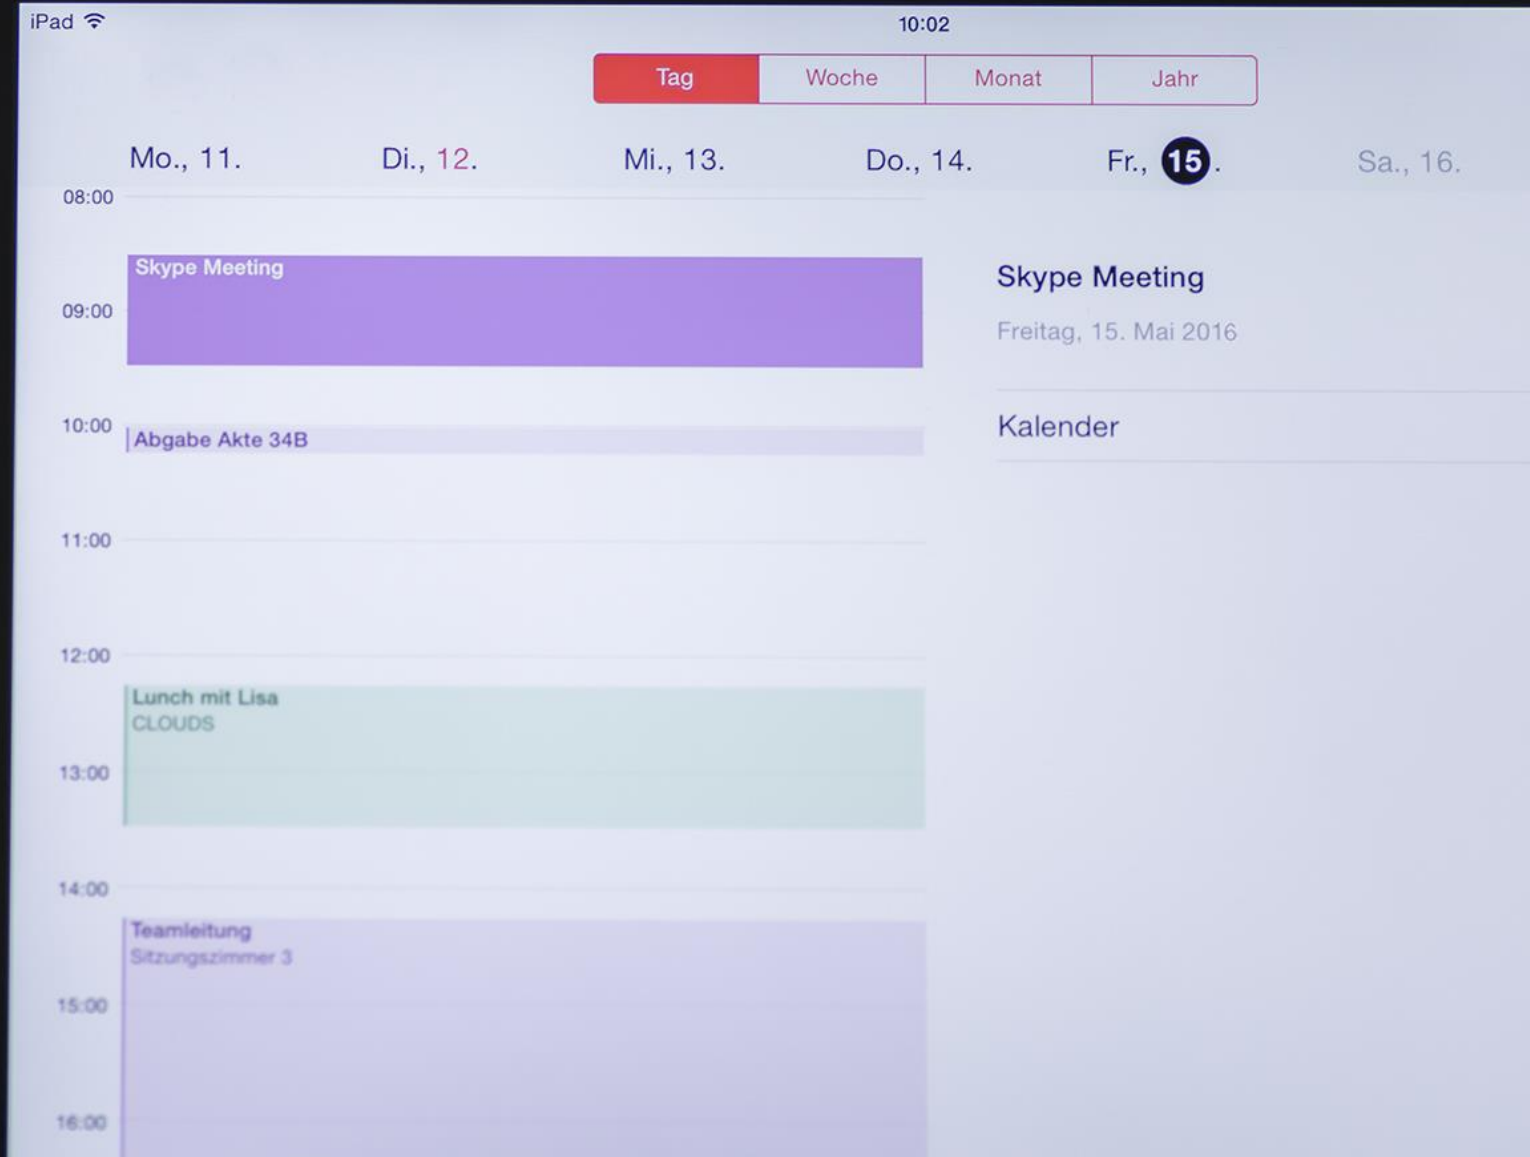 iPad
10:02
Tag Woche Monat Jahr
Mo., 11. Di., 12. Mi., 13. Do., 14. Fr., 15. Sa., 16.
08:00
Skype Meeting
09:00
10:00
Abgabe Akte 34B
11:00
12:00
Lunch mit Lisa
CLOUDS
13:00
14:00
Teamleitung
Sitzungszimmer 3
15:00
16:00
Skype Meeting
Freitag, 15. Mai 2016
Kalender